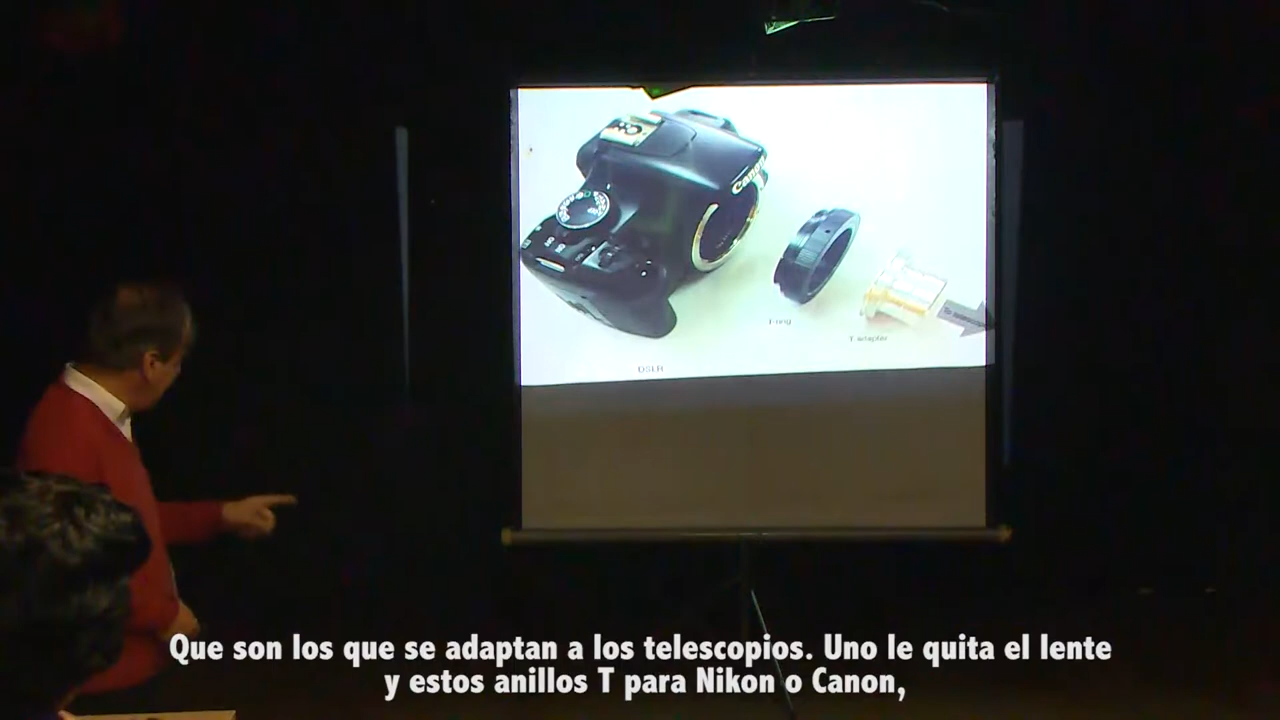 Canon
T-ring
T adapter
DSLR
Que son los que se adaptan a los telescopios. Uno le quita el lente
y estos anillos T para Nikon o Canon,